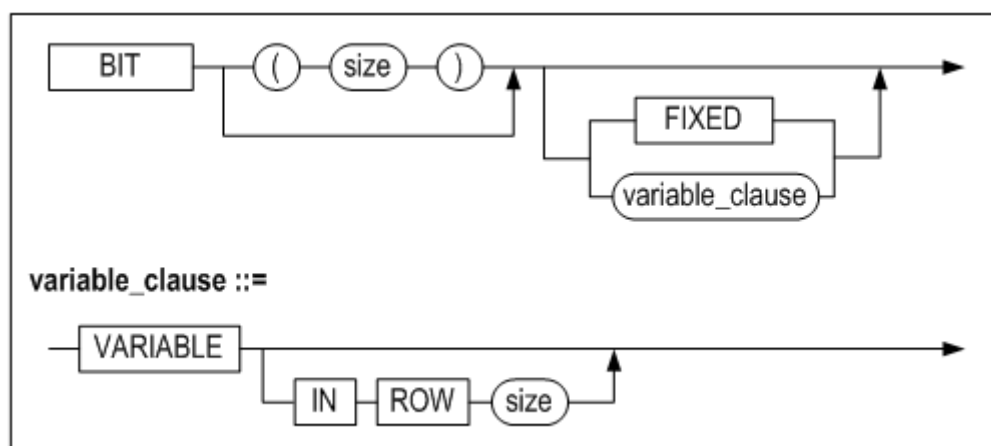 BIT ( size )
FIXED
variable_clause
variable_clause ::=
VARIABLE
IN ROW size